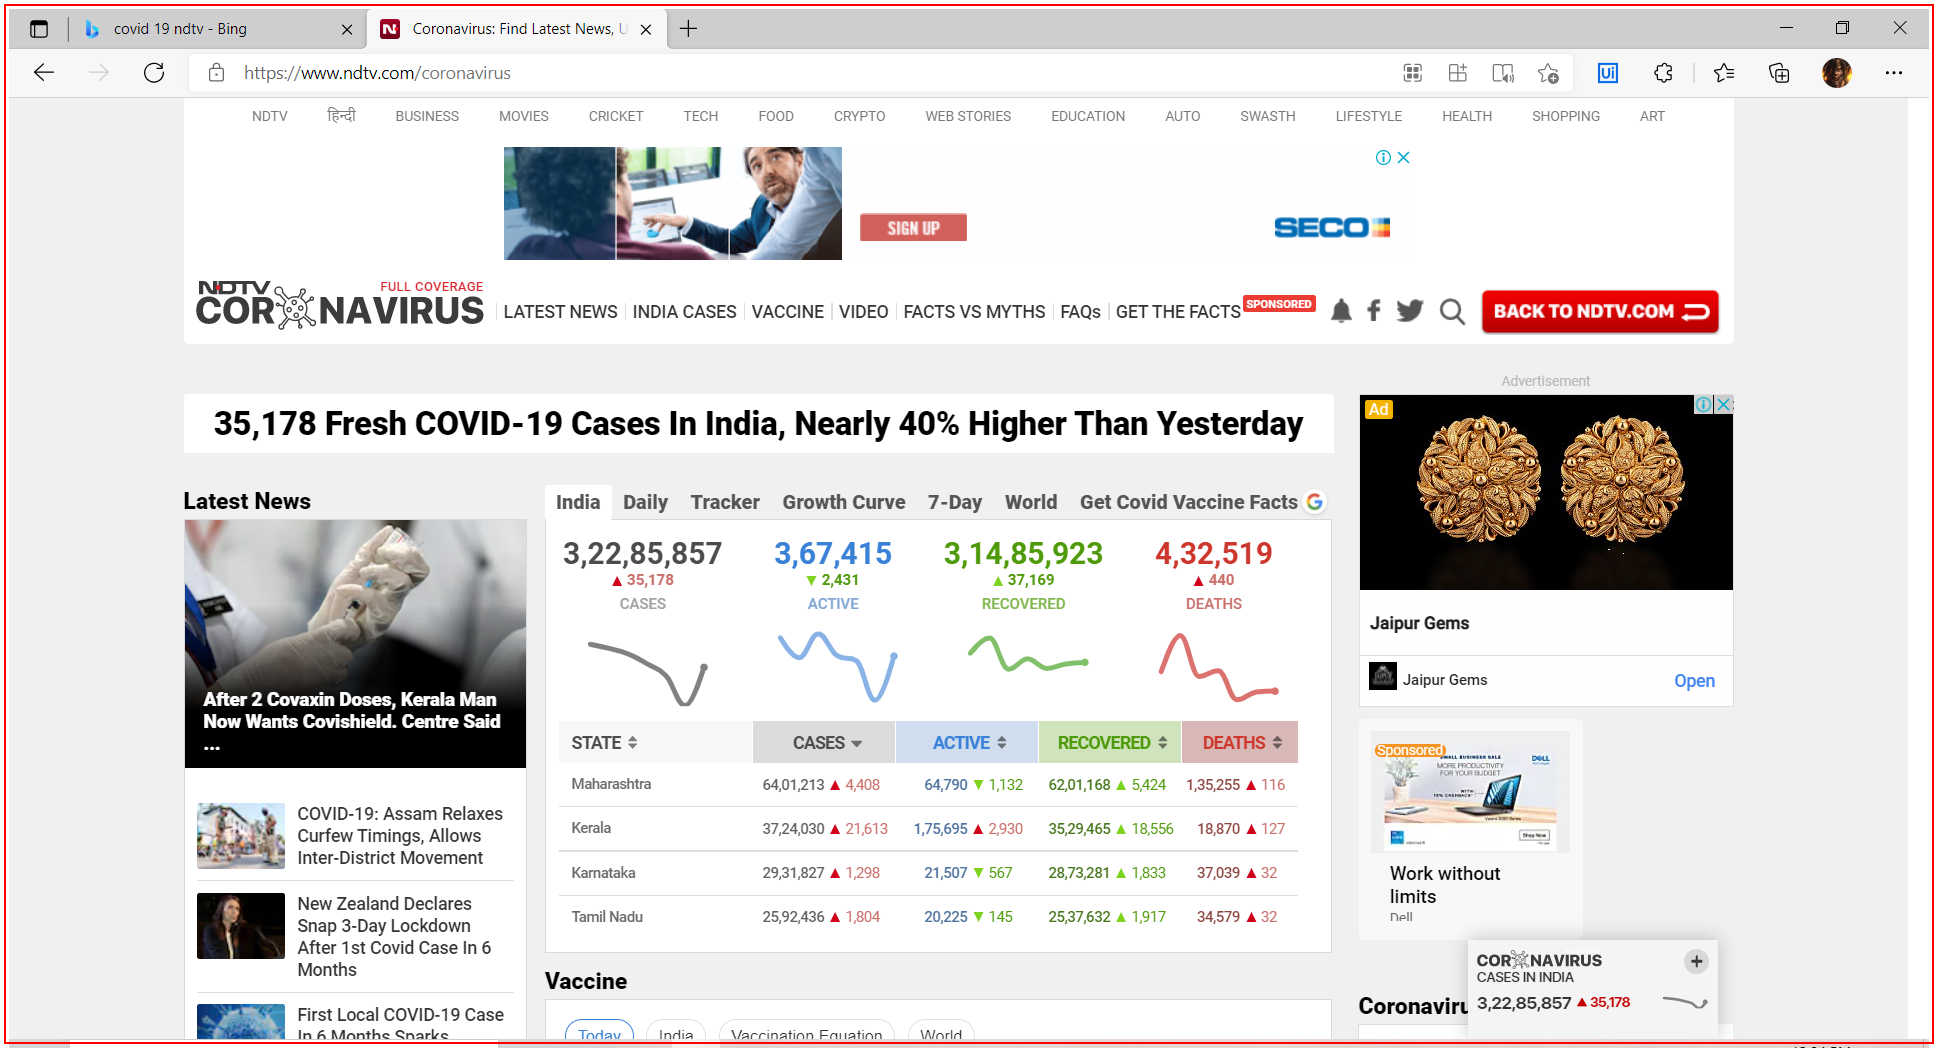 covid 19 ndtv - Bing
Coronavirus: Find Latest News, U
https://www.ndtv.com/coronavirus
Ui
NDTV हिन्दी BUSINESS MOVIES CRICKET TECH FOOD CRYPTO WEB STORIES EDUCATION AUTO SWASTH LIFESTYLE HEALTH SHOPPING ART
SIGN UP
SECO
NDTV
FULL COVERAGE
CORONAVIRUS
LATEST NEWS INDIA CASES VACCINE VIDEO FACTS VS MYTHS FAQs GET THE FACTS SPONSORED
BACK TO NDTV.COM
Advertisement
35,178 Fresh COVID-19 Cases In India, Nearly 40% Higher Than Yesterday
Ad
Latest News
After 2 Covaxin Doses, Kerala Man
Now Wants Covishield. Centre Said
...
COVID-19: Assam Relaxes
Curfew Timings, Allows
Inter-District Movement
New Zealand Declares
Snap 3-Day Lockdown
After 1st Covid Case In 6
Months
First Local COVID-19 Case
In 6 Months Sparks
India Daily Tracker Growth Curve 7-Day World Get Covid Vaccine Facts
3,22,85,857 3,67,415 3,14,85,923 4,32,519
▲ 35,178 ▼ 2,431 ▲ 37,169 ▲ 440
CASES ACTIVE RECOVERED DEATHS
STATE CASES ACTIVE RECOVERED DEATHS
Maharashtra 64,01,213 ▲ 4,408 64,790 ▼ 1,132 62,01,168 ▲ 5,424 1,35,255 ▲ 116
Kerala 37,24,030 ▲ 21,613 1,75,695 ▲ 2,930 35,29,465 ▲ 18,556 18,870 ▲ 127
Karnataka 29,31,827 ▲ 1,298 21,507 ▼ 567 28,73,281 ▲ 1,833 37,039 ▲ 32
Tamil Nadu 25,92,436 ▲ 1,804 20,225 ▼ 145 25,37,632 ▲ 1,917 34,579 ▲ 32
Vaccine
Today India Vaccination Equation World
Jaipur Gems
Jaipur Gems
Open
Sponsored
SMALL BUSINESS SALE
MORE PRODUCTIVITY
FOR YOUR BUDGET.
DELL
WITH
Shop Now
Work without
limits
Dell
Coronaviru
CORONAVIRUS
CASES IN INDIA
3,22,85,857 ▲ 35,178